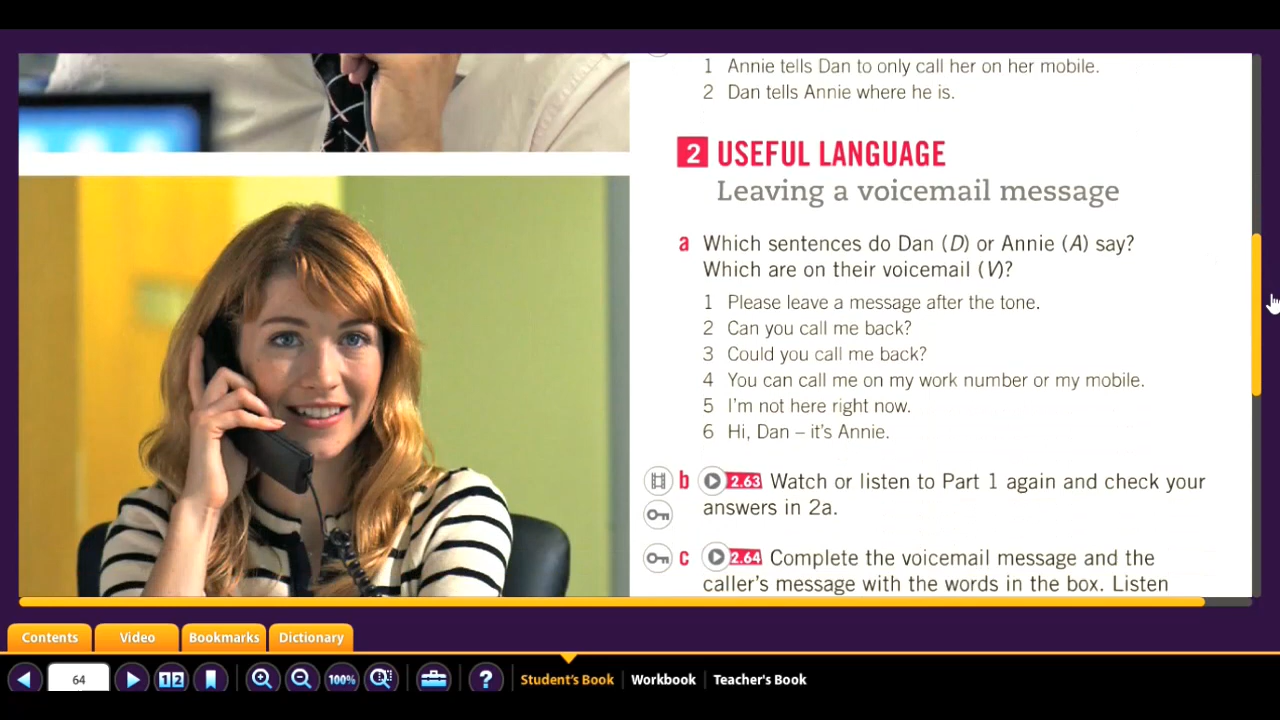 1 Annie tells Dan to only call her on her mobile.
2 Dan tells Annie where he is.
2 USEFUL LANGUAGE
Leaving a voicemail message
a Which sentences do Dan (D) or Annie (A) say?
Which are on their voicemail (V)?
1 Please leave a message after the tone.
2 Can you call me back?
3 Could you call me back?
4 You can call me on my work number or my mobile.
5 I'm not here right now.
6 Hi, Dan – it's Annie.
b 2.63 Watch or listen to Part 1 again and check your
answers in 2a.
c 2.64 Complete the voicemail message and the
caller's message with the words in the box. Listen
Contents Video Bookmarks Dictionary
64 1 2 100% ? Student's Book Workbook Teacher's Book